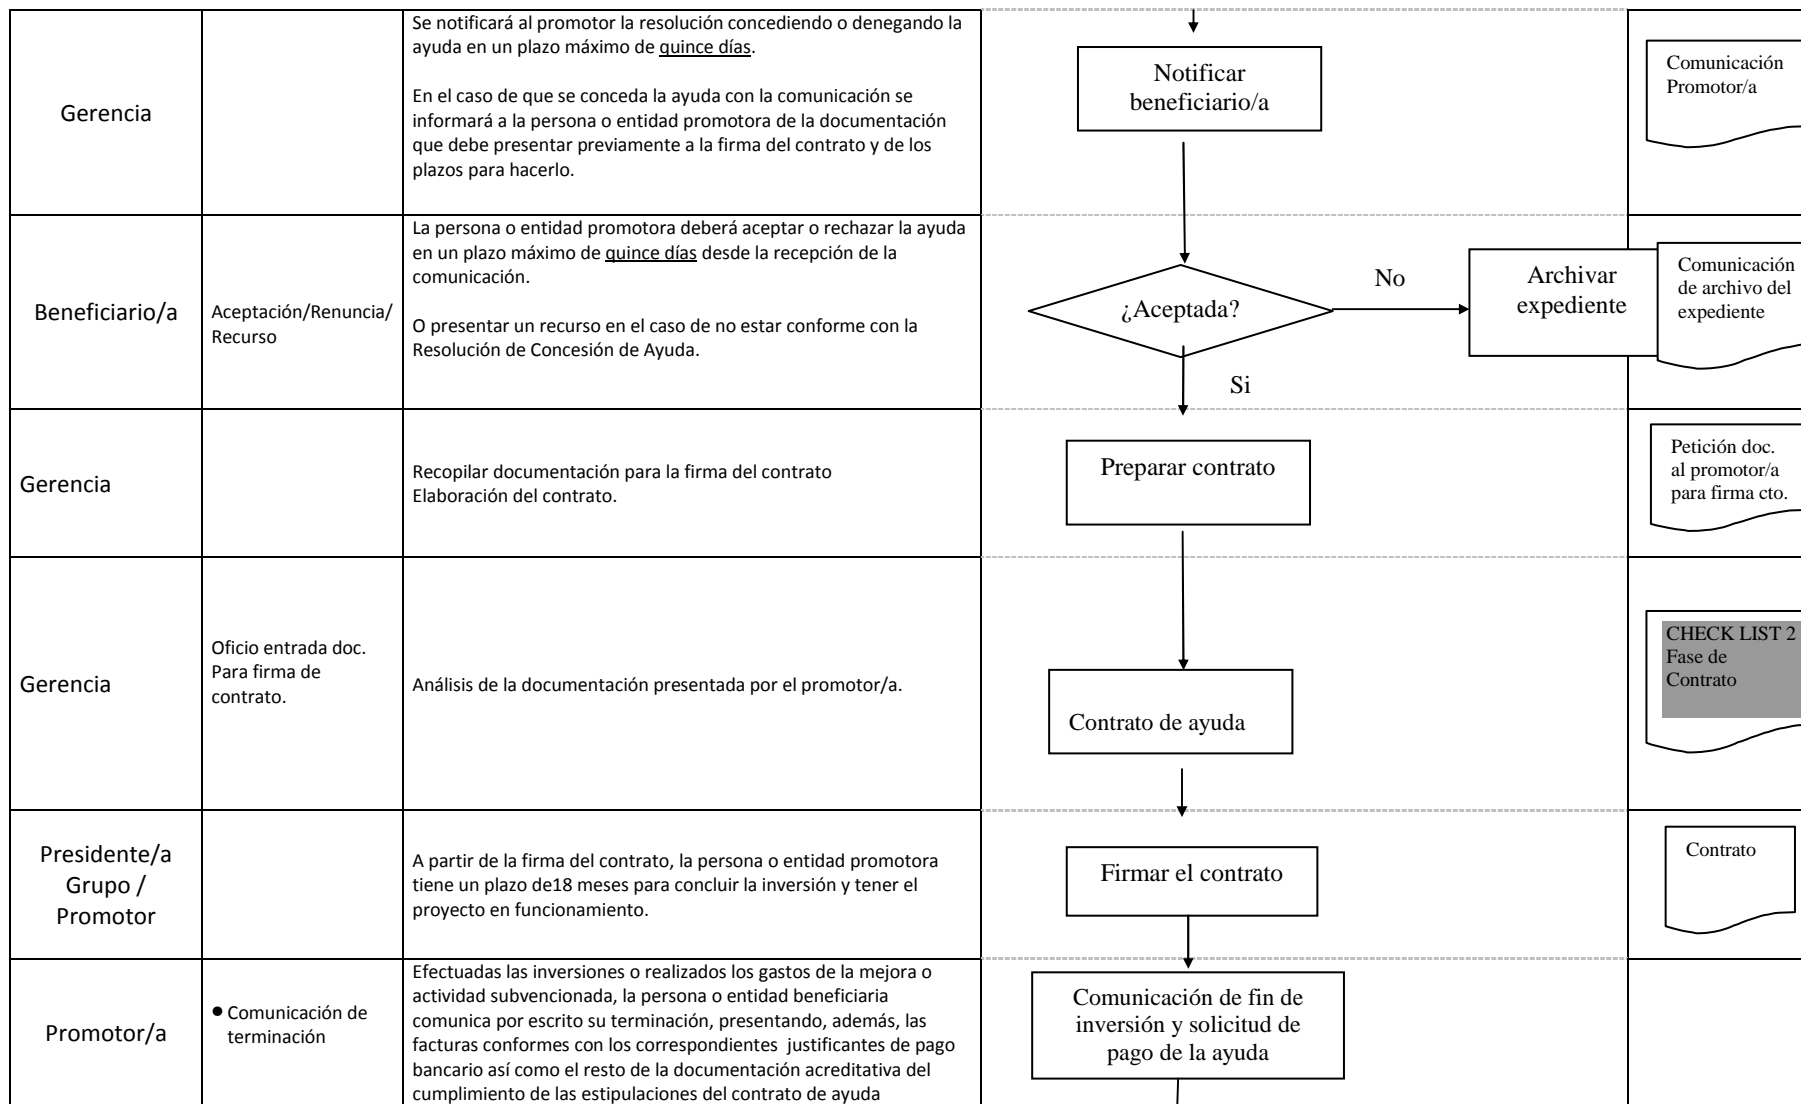 Gerencia
Se notificará al promotor la resolución concediendo o denegando la
ayuda en un plazo máximo de quince días.
En el caso de que se conceda la ayuda con la comunicación se
informará a la persona o entidad promotora de la documentación
que debe presentar previamente a la firma del contrato y de los
plazos para hacerlo.
Notificar
beneficiario/a
Comunicación
Promotor/a
Beneficiario/a
Aceptación/Renuncia/
Recurso
La persona o entidad promotora deberá aceptar o rechazar la ayuda
en un plazo máximo de quince días desde la recepción de la
comunicación.
O presentar un recurso en el caso de no estar conforme con la
Resolución de Concesión de Ayuda.
¿Aceptada?
No
Si
Archivar
expediente
Comunicación
de archivo del
expediente
Gerencia
Recopilar documentación para la firma del contrato
Elaboración del contrato.
Preparar contrato
Petición doc.
al promotor/a
para firma cto.
Gerencia
Oficio entrada doc.
Para firma de
contrato.
Análisis de la documentación presentada por el promotor/a.
Contrato de ayuda
CHECK LIST 2
Fase de
Contrato
Presidente/a
Grupo /
Promotor
A partir de la firma del contrato, la persona o entidad promotora
tiene un plazo de18 meses para concluir la inversión y tener el
proyecto en funcionamiento.
Firmar el contrato
Contrato
Promotor/a
• Comunicación de
terminación
Efectuadas las inversiones o realizados los gastos de la mejora o
actividad subvencionada, la persona o entidad beneficiaria
comunica por escrito su terminación, presentando, además, las
facturas conformes con los correspondientes justificantes de pago
bancario así como el resto de la documentación acreditativa del
cumplimiento de las estipulaciones del contrato de ayuda
Comunicación de fin de
inversión y solicitud de
pago de la ayuda